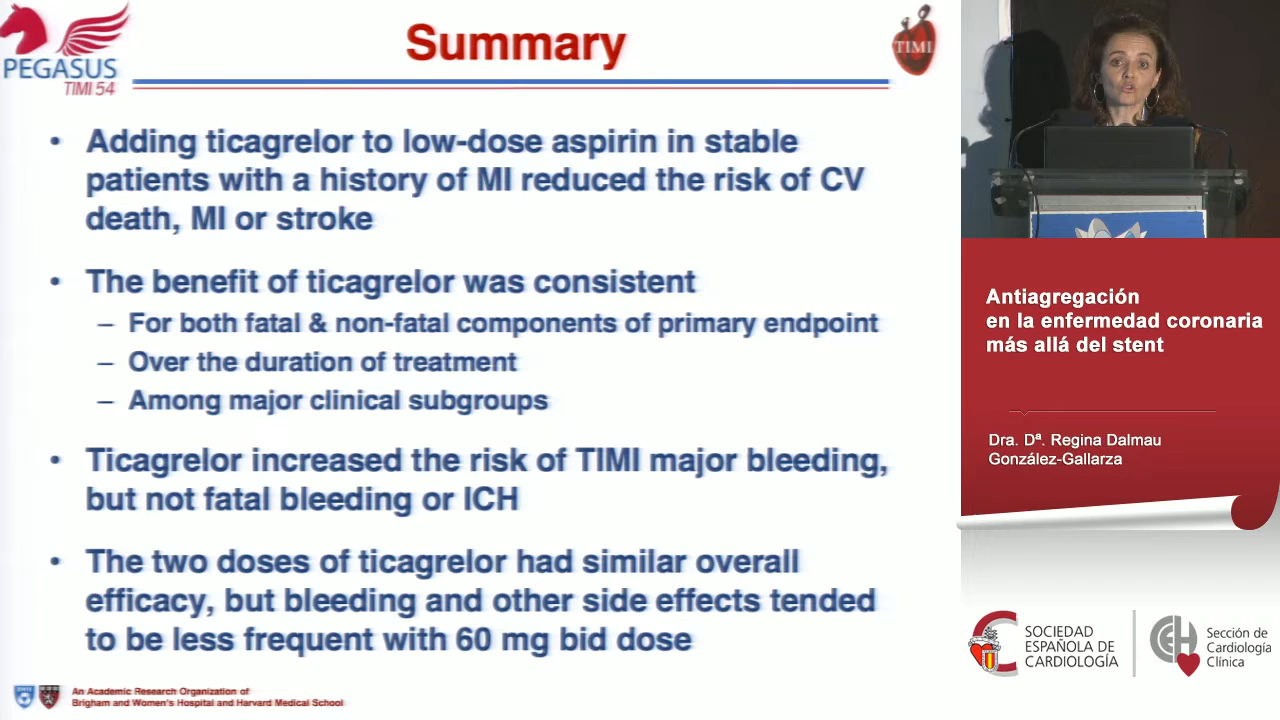 PEGASUS
TIMI 54
Summary
TIMI
• Adding ticagrelor to low-dose aspirin in stable
patients with a history of MI reduced the risk of CV
death, MI or stroke
• The benefit of ticagrelor was consistent
– For both fatal & non-fatal components of primary endpoint
– Over the duration of treatment
– Among major clinical subgroups
• Ticagrelor increased the risk of TIMI major bleeding,
but not fatal bleeding or ICH
• The two doses of ticagrelor had similar overall
efficacy, but bleeding and other side effects tended
to be less frequent with 60 mg bid dose
An Academic Research Organization of
Brigham and Women's Hospital and Harvard Medical School
Antiagregación
en la enfermedad coronaria
más allá del stent
Dra. Dª. Regina Dalmau
González-Gallarza
SOCIEDAD
ESPAÑOLA DE
CARDIOLOGÍA
Sección de
Cardiología
Clínica